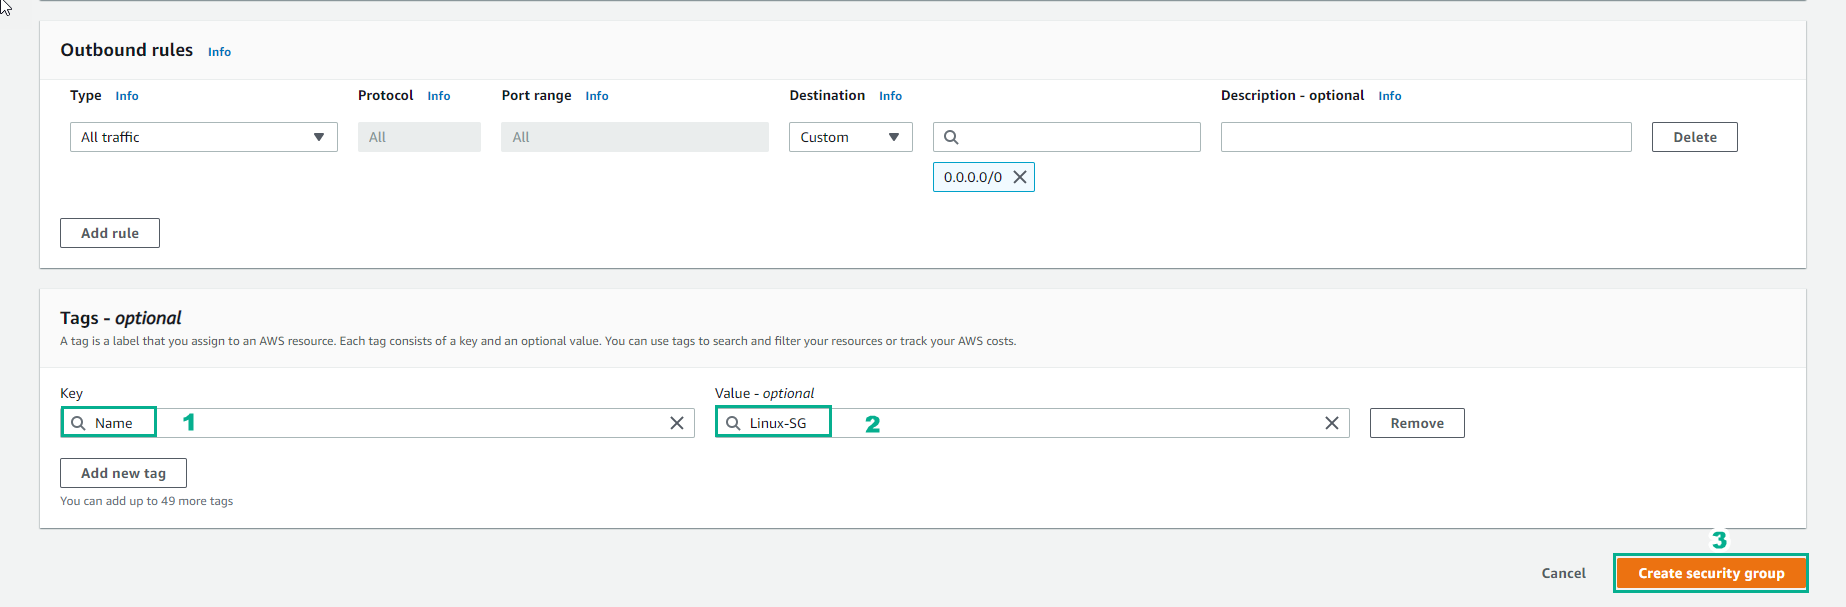 Outbound rules Info
Type Info Protocol Info Port range Info Destination Info Description - optional Info
All traffic All All Custom Delete
0.0.0.0/0
Add rule
Tags - optional
A tag is a label that you assign to an AWS resource. Each tag consists of a key and an optional value. You can use tags to search and filter your resources or track your AWS costs.
Key Value - optional
Name 1 Linux-SG 2 Remove
Add new tag
You can add up to 49 more tags
3
Cancel Create security group